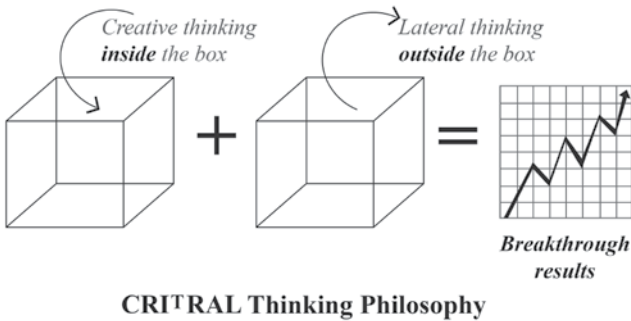 Creative thinking
inside the box
Lateral thinking
outside the box
+
=
Breakthrough
results
CRITRAL Thinking Philosophy